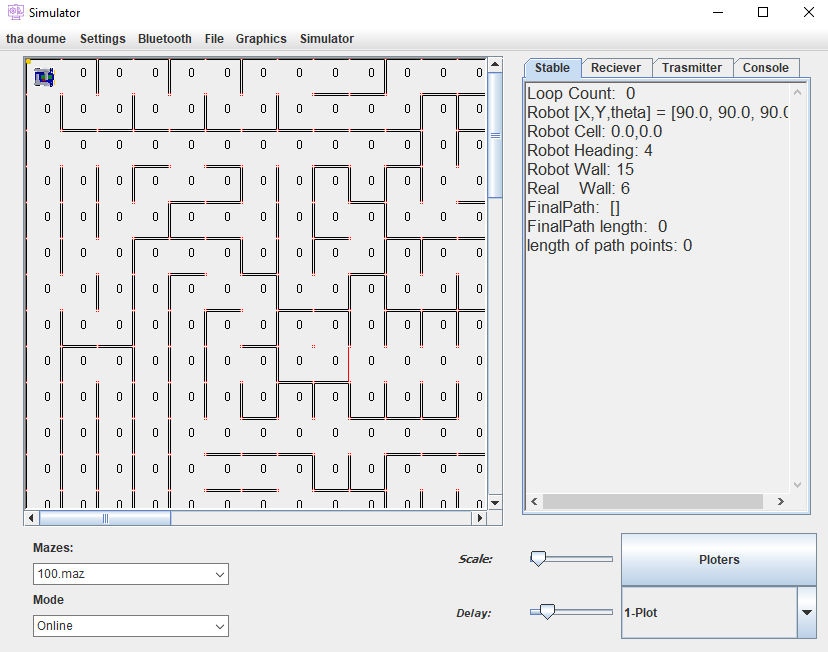 Simulator
tha doume Settings Bluetooth File Graphics Simulator
0 0 0 0 0 0 0 0 0 0 0 0
0 0 0 0 0 0 0 0 0 0 0 0 0
0 0 0 0 0 0 0 0 0 0 0 0 0
0 0 0 0 0 0 0 0 0 0 0 0 0
0 0 0 0 0 0 0 0 0 0 0 0 0
0 0 0 0 0 0 0 0 0 0 0 0 0
0 0 0 0 0 0 0 0 0 0 0 0 0
0 0 0 0 0 0 0 0 0 0 0 0 0
0 0 0 0 0 0 0 0 0 0 0 0 0
0 0 0 0 0 0 0 0 0 0 0 0 0
0 0 0 0 0 0 0 0 0 0 0 0 0
0 0 0 0 0 0 0 0 0 0 0 0 0
Stable Reciever Trasmitter Console
Loop Count: 0
Robot [X,Y,theta] = [90.0, 90.0, 90.0
Robot Cell: 0.0,0.0
Robot Heading: 4
Robot Wall: 15
Real Wall: 6
FinalPath: []
FinalPath length: 0
length of path points: 0
Mazes:
100.maz
Mode
Online
Scale:
Delay:
Ploters
1-Plot